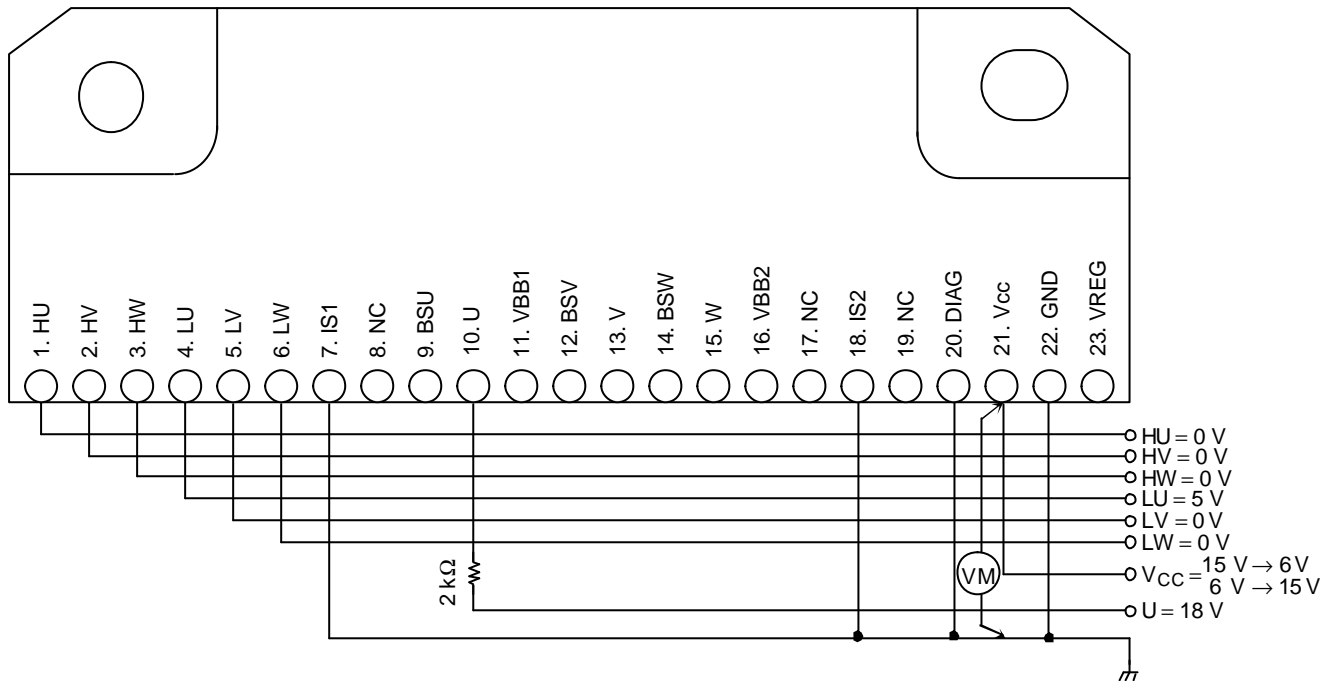 1. HU
2. HV
3. HW
4. LU
5. LV
6. LW
7. IS1
8. NC
9. BSU
10. U
11. VBB1
12. BSV
13. V
14. BSW
15. W
16. VBB2
17. NC
18. IS2
19. NC
20. DIAG
21. Vcc
22. GND
23. VREG
HU = 0 V
HV = 0 V
HW = 0 V
LU = 5 V
LV = 0 V
LW = 0 V
2 kΩ
VM
VCC = 15 V → 6 V
6 V → 15 V
U = 18 V